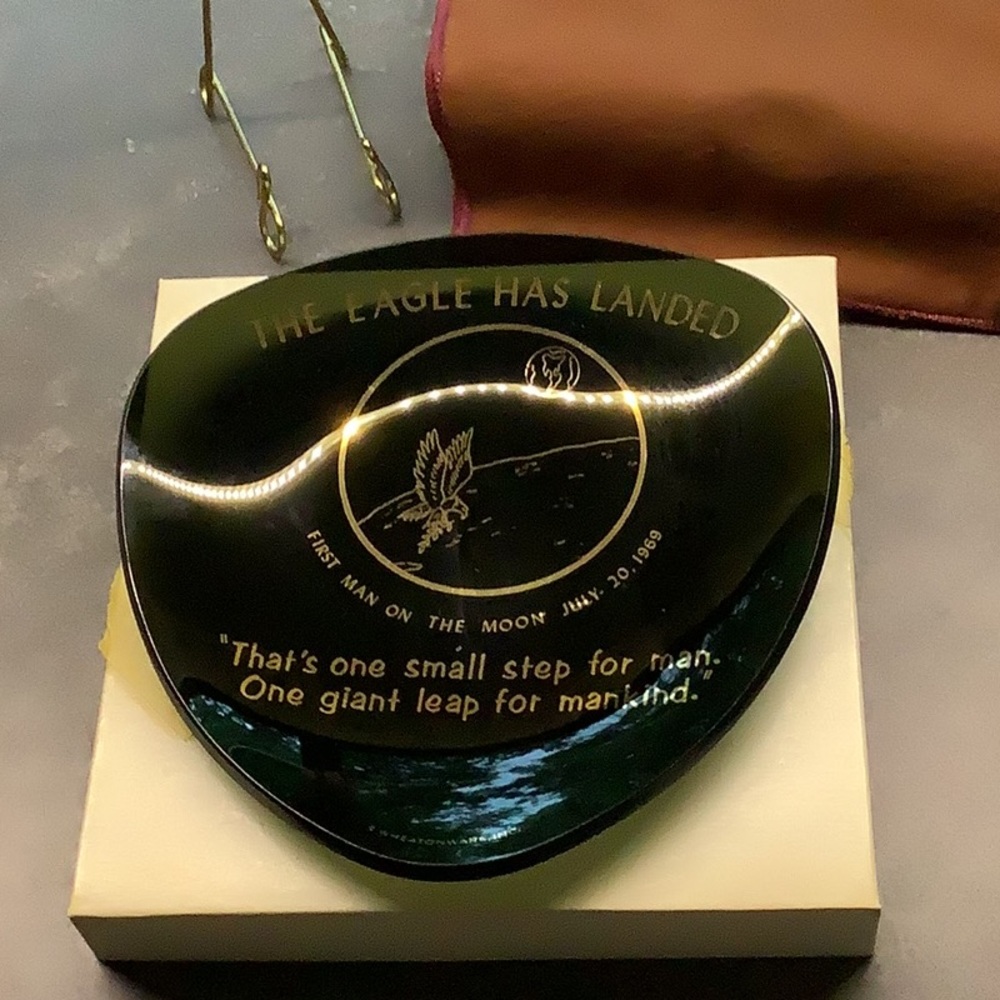 THE EAGLE HAS LANDED
FIRST MAN ON THE MOON JULY. 20. 1969
"That's one small step for man.
One giant leap for mankind."